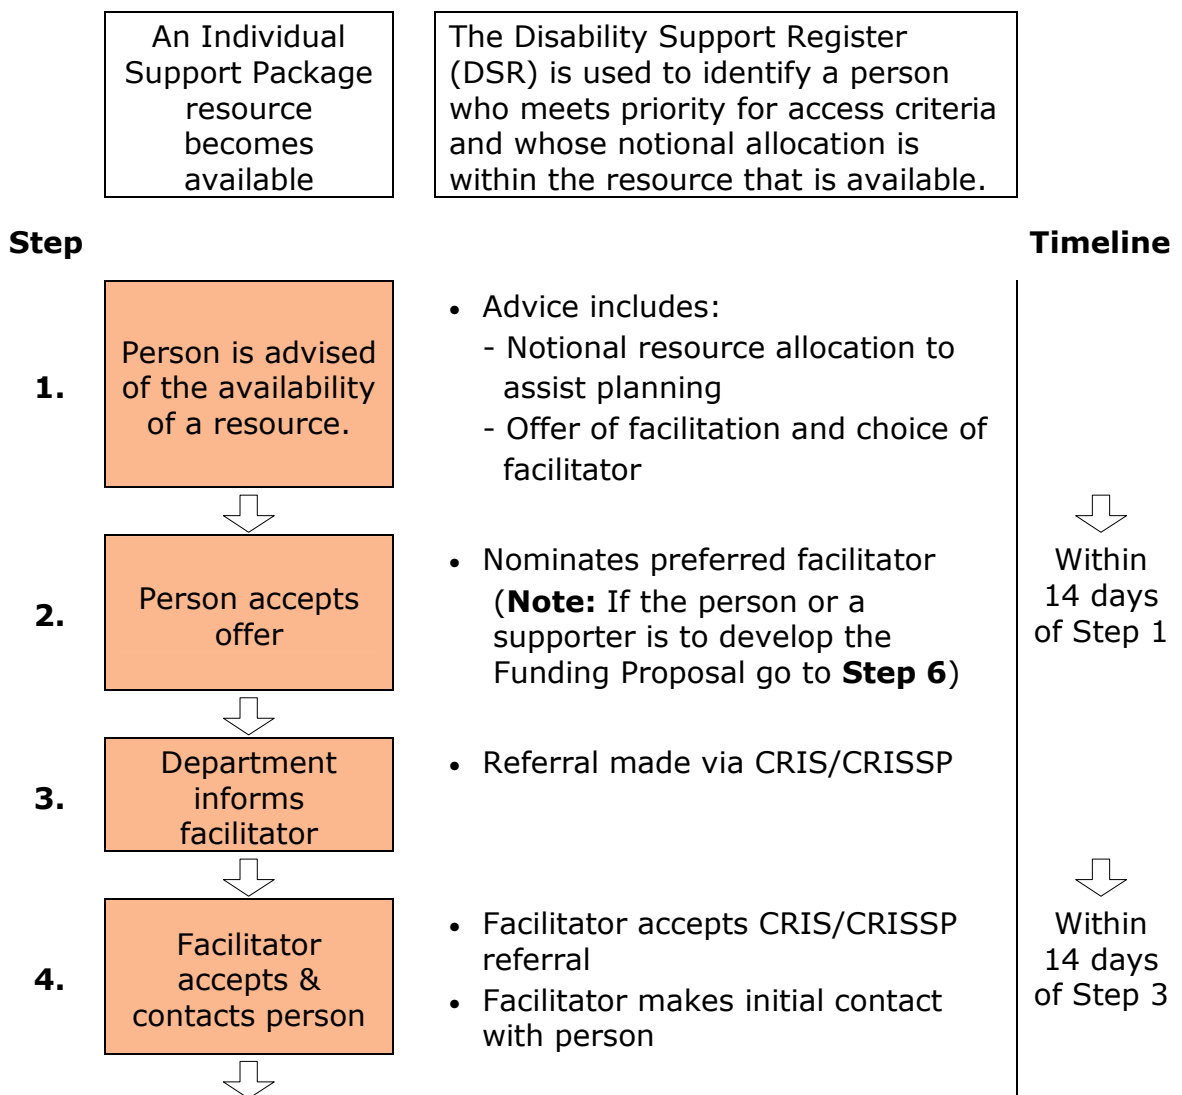 An Individual
Support Package
resource
becomes
available
The Disability Support Register
(DSR) is used to identify a person
who meets priority for access criteria
and whose notional allocation is
within the resource that is available.
Step
Timeline
1.
Person is advised
of the availability
of a resource.
• Advice includes:
- Notional resource allocation to
assist planning
- Offer of facilitation and choice of
facilitator
2.
Person accepts
offer
• Nominates preferred facilitator
(Note: If the person or a
supporter is to develop the
Funding Proposal go to Step 6)
Within
14 days
of Step 1
3.
Department
informs
facilitator
• Referral made via CRIS/CRISSP
4.
Facilitator
accepts &
contacts person
• Facilitator accepts CRIS/CRISSP
referral
• Facilitator makes initial contact
with person
Within
14 days
of Step 3